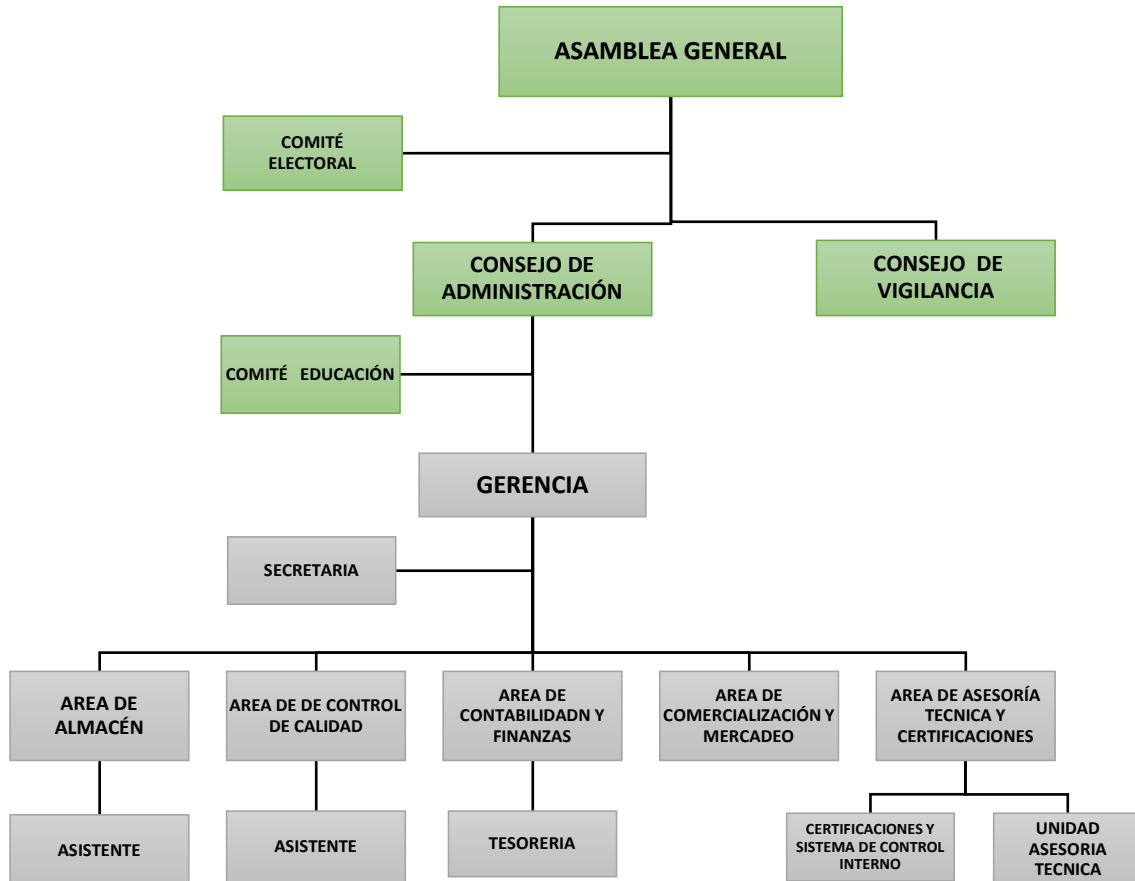 ASAMBLEA GENERAL
COMITÉ
ELECTORAL
CONSEJO DE
ADMINISTRACIÓN
CONSEJO DE
VIGILANCIA
COMITÉ EDUCACIÓN
GERENCIA
SECRETARIA
AREA DE
ALMACÉN
AREA DE DE CONTROL
DE CALIDAD
AREA DE
CONTABILIDADN Y
FINANZAS
AREA DE
COMERCIALIZACIÓN Y
MERCADEO
AREA DE ASESORÍA
TECNICA Y
CERTIFICACIONES
ASISTENTE
ASISTENTE
TESORERIA
CERTIFICACIONES Y
SISTEMA DE CONTROL
INTERNO
UNIDAD
ASESORIA
TECNICA